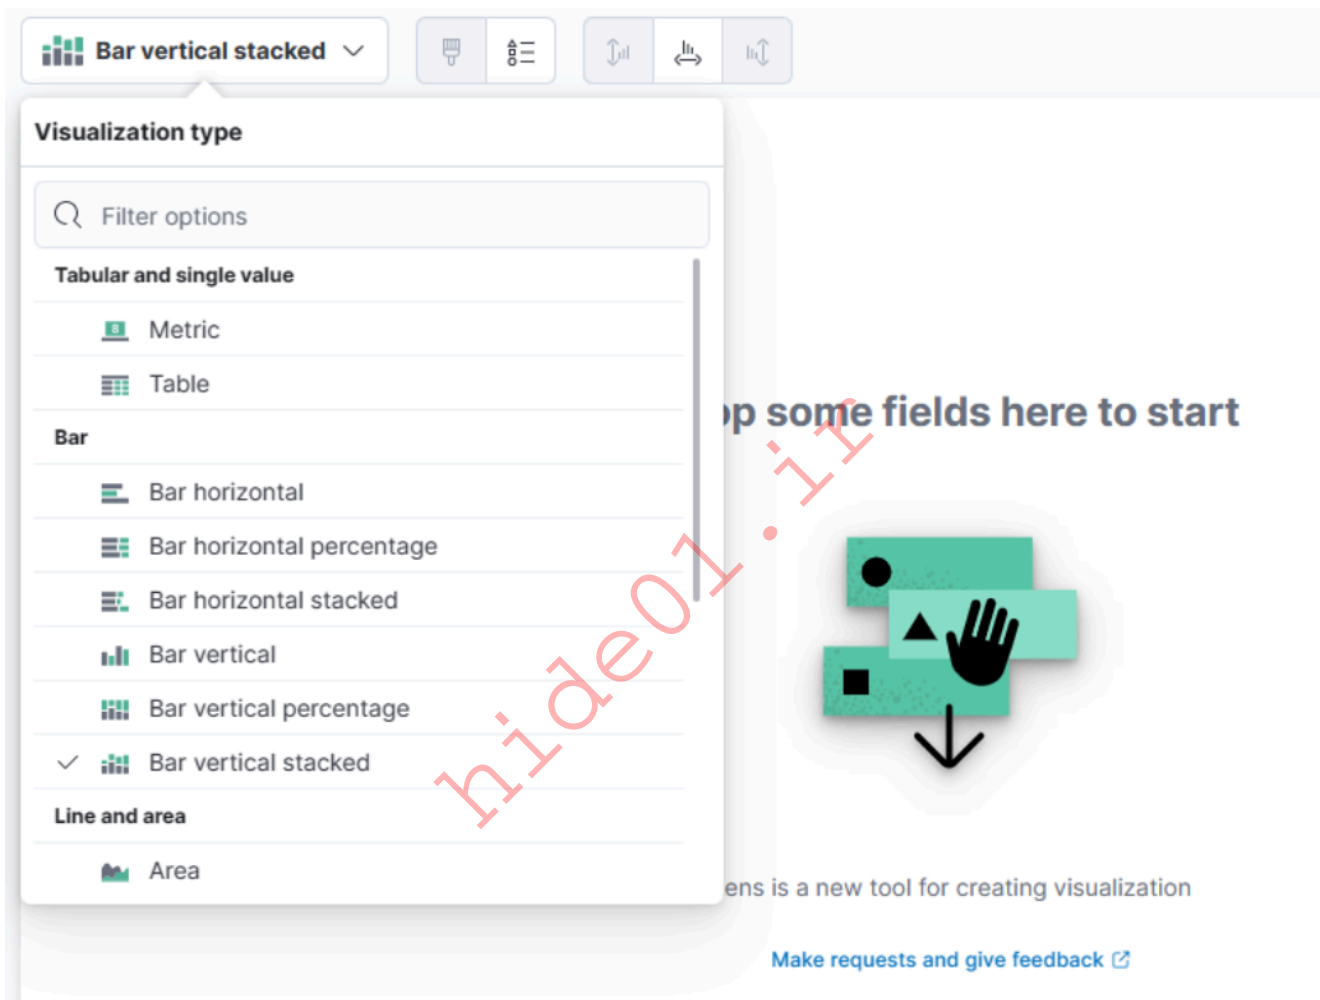 Bar vertical stacked
Visualization type
Filter options
Tabular and single value
8 Metric
Table
Bar
Bar horizontal
Bar horizontal percentage
Bar horizontal stacked
Bar vertical
Bar vertical percentage
Bar vertical stacked
Line and area
Area
op some fields here to start
ens is a new tool for creating visualization
Make requests and give feedback
hide01.ir